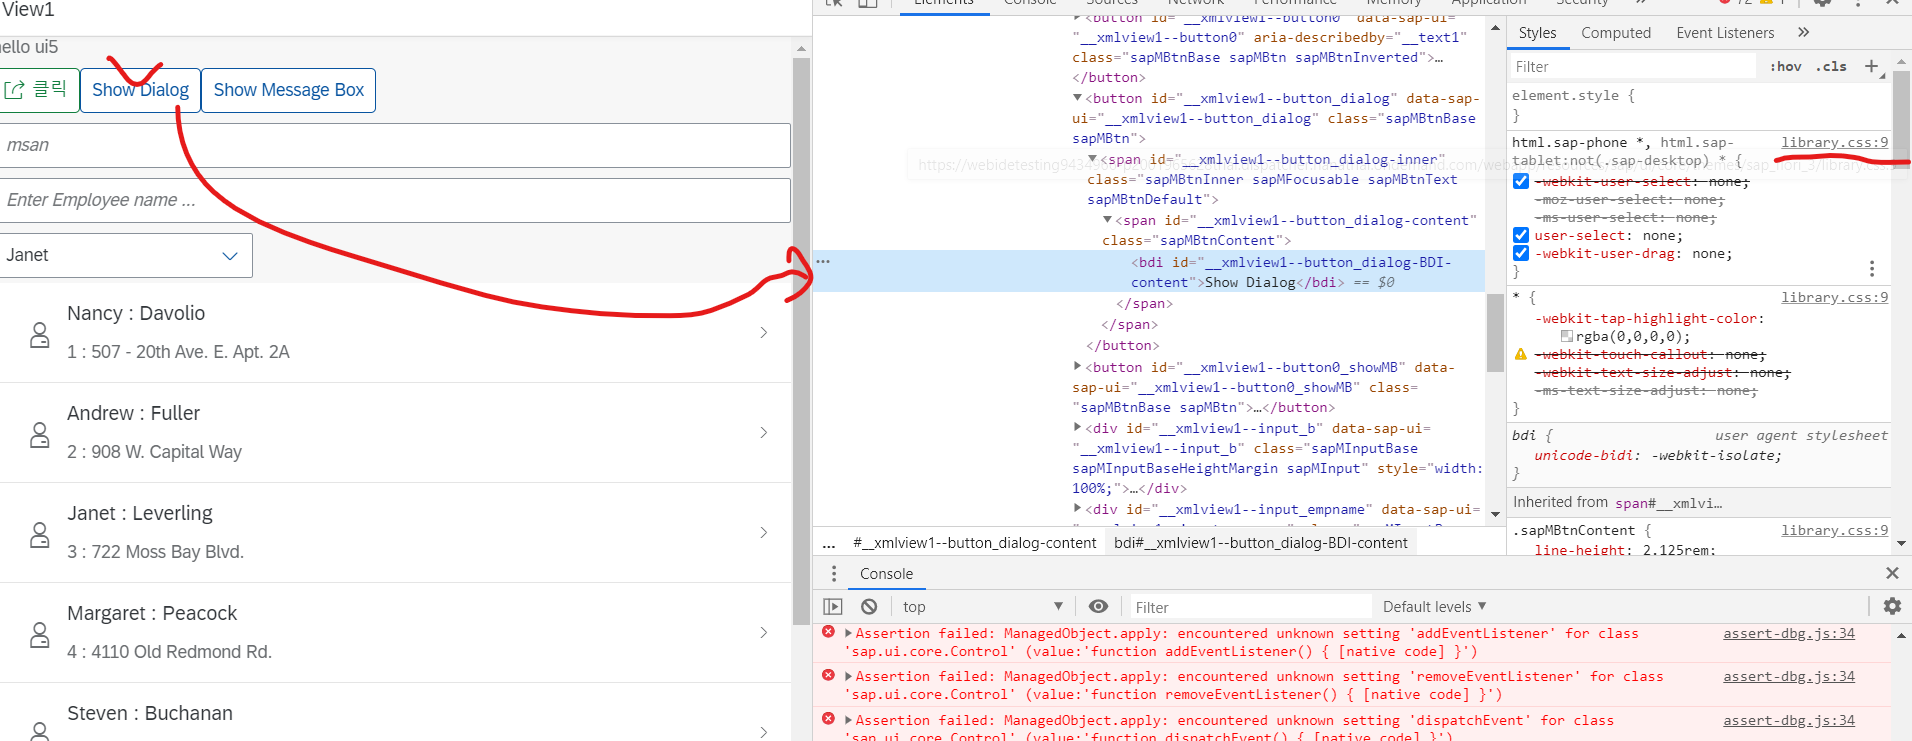 View1
ello ui5
클릭
Show Dialog
Show Message Box
msan
Enter Employee name ...
Janet
Nancy : Davolio
1 : 507 - 20th Ave. E. Apt. 2A
Andrew : Fuller
2 : 908 W. Capital Way
Janet : Leverling
3 : 722 Moss Bay Blvd.
Margaret : Peacock
4 : 4110 Old Redmond Rd.
Steven : Buchanan
Elements Console Sources Network Performance Memory Application Security » 72
<button id="__xmlview1--button0" data-sap-ui=
"__xmlview1--button0" aria-describedby="__text1"
class="sapMBtnBase sapMBtn sapMBtnInverted">…
</button>
<button id="__xmlview1--button_dialog" data-sap-
ui="__xmlview1--button_dialog" class="sapMBtnBase
sapMBtn">
<span id="__xmlview1--button_dialog-inner"
class="sapMBtnInner sapMFocusable sapMBtnText
sapMBtnDefault">
<span id="__xmlview1--button_dialog-content"
class="sapMBtnContent">
<bdi id="__xmlview1--button_dialog-BDI-
content">Show Dialog</bdi> == $0
</span>
</span>
</button>
<button id="__xmlview1--button0_showMB" data-
sap-ui="__xmlview1--button0_showMB" class=
"sapMBtnBase sapMBtn">…</button>
<div id="__xmlview1--input_b" data-sap-ui=
"__xmlview1--input_b" class="sapMInputBase
sapMInputBaseHeightMargin sapMInput" style="width:
100%;">…</div>
<div id="__xmlview1--input_empname" data-sap-ui=
... #__xmlview1--button_dialog-content bdi#__xmlview1--button_dialog-BDI-content
Styles Computed Event Listeners »
Filter :hov .cls +
element.style {
}
html.sap-phone *, html.sap- library.css:9
tablet:not(.sap-desktop) * {
-webkit-user-select: none;
-moz-user-select: none;
-ms-user-select: none;
user-select: none;
-webkit-user-drag: none;
}
* { library.css:9
-webkit-tap-highlight-color:
rgba(0,0,0,0);
-webkit-touch-callout: none;
-webkit-text-size-adjust: none;
-ms-text-size-adjust: none;
}
bdi { user agent stylesheet
unicode-bidi: -webkit-isolate;
}
Inherited from span#__xmlvi…
.sapMBtnContent { library.css:9
line-height: 2.125rem;
Console
top Filter Default levels
Assertion failed: ManagedObject.apply: encountered unknown setting 'addEventListener' for class assert-dbg.js:34
'sap.ui.core.Control' (value:'function addEventListener() { [native code] }')
Assertion failed: ManagedObject.apply: encountered unknown setting 'removeEventListener' for class assert-dbg.js:34
'sap.ui.core.Control' (value:'function removeEventListener() { [native code] }')
Assertion failed: ManagedObject.apply: encountered unknown setting 'dispatchEvent' for class assert-dbg.js:34
'sap.ui.core.Control' (value:'function dispatchEvent() { [native code] }')